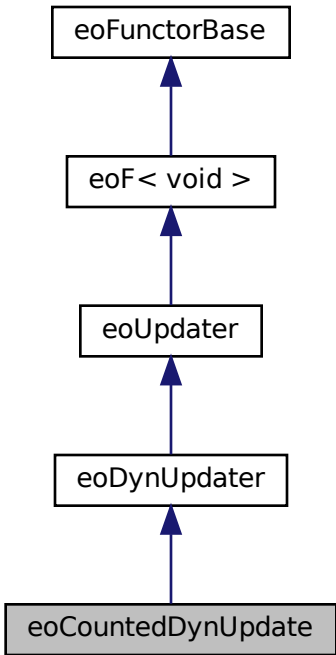 eoFunctorBase
eoF< void >
eoUpdater
eoDynUpdater
eoCountedDynUpdate